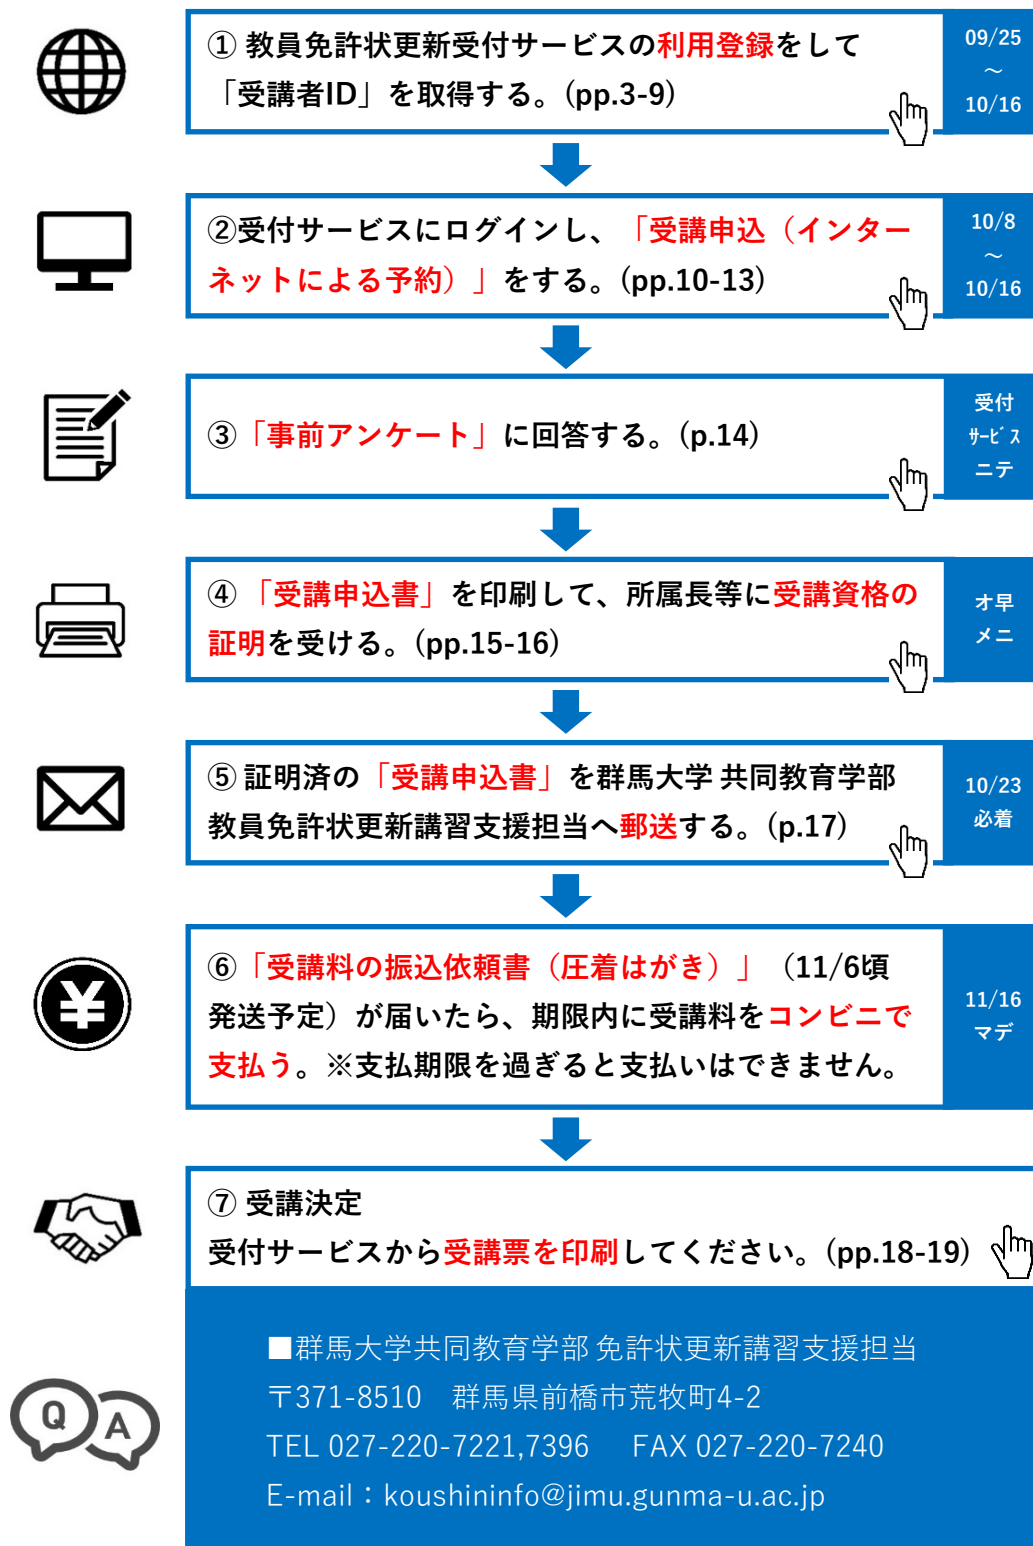 ① 教員免許状更新受付サービスの利用登録をして
「受講者ID」を取得する。(pp.3-9)
09/25
～
10/16
②受付サービスにログインし、「受講申込（インター
ネットによる予約）」をする。(pp.10-13)
10/8
～
10/16
③「事前アンケート」に回答する。(p.14)
受付
ｻｰﾋﾞｽ
ニテ
④ 「受講申込書」を印刷して、所属長等に受講資格の
証明を受ける。(pp.15-16)
オ早
メニ
⑤ 証明済の「受講申込書」を群馬大学 共同教育学部
教員免許状更新講習支援担当へ郵送する。(p.17)
10/23
必着
⑥「受講料の振込依頼書（圧着はがき）」（11/6頃
発送予定）が届いたら、期限内に受講料をコンビニで
支払う。※支払期限を過ぎると支払いはできません。
11/16
マデ
⑦ 受講決定
受付サービスから受講票を印刷してください。(pp.18-19)
Q A
■群馬大学共同教育学部 免許状更新講習支援担当
〒371-8510　群馬県前橋市荒牧町4-2
TEL 027-220-7221,7396　FAX 027-220-7240
E-mail：koushininfo@jimu.gunma-u.ac.jp